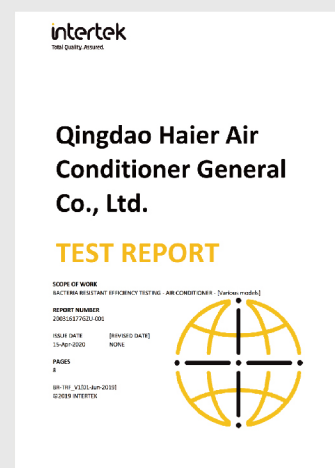 intertek
Total Quality. Assured.
Qingdao Haier Air
Conditioner General
Co., Ltd.
TEST REPORT
SCOPE OF WORK
BACTERIA RESISTANT EFFICIENCY TESTING - AIR CONDITIONER - [Various models]
REPORT NUMBER
200316177GZU-001
ISSUE DATE [REVISED DATE]
15-Apr-2020 NONE
PAGES
8
©2019 INTERTEK